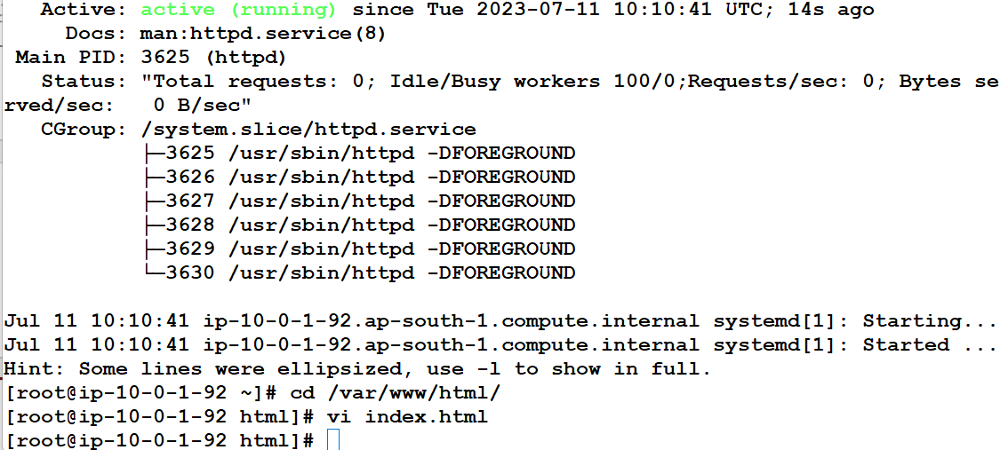 Active: active (running) since Tue 2023-07-11 10:10:41 UTC; 14s ago
Docs: man:httpd.service(8)
Main PID: 3625 (httpd)
Status: "Total requests: 0; Idle/Busy workers 100/0;Requests/sec: 0; Bytes se
rved/sec:   0 B/sec"
CGroup: /system.slice/httpd.service
├─3625 /usr/sbin/httpd -DFOREGROUND
├─3626 /usr/sbin/httpd -DFOREGROUND
├─3627 /usr/sbin/httpd -DFOREGROUND
├─3628 /usr/sbin/httpd -DFOREGROUND
├─3629 /usr/sbin/httpd -DFOREGROUND
└─3630 /usr/sbin/httpd -DFOREGROUND
Jul 11 10:10:41 ip-10-0-1-92.ap-south-1.compute.internal systemd[1]: Starting...
Jul 11 10:10:41 ip-10-0-1-92.ap-south-1.compute.internal systemd[1]: Started ...
Hint: Some lines were ellipsized, use -l to show in full.
[root@ip-10-0-1-92 ~]# cd /var/www/html/
[root@ip-10-0-1-92 html]# vi index.html
[root@ip-10-0-1-92 html]#